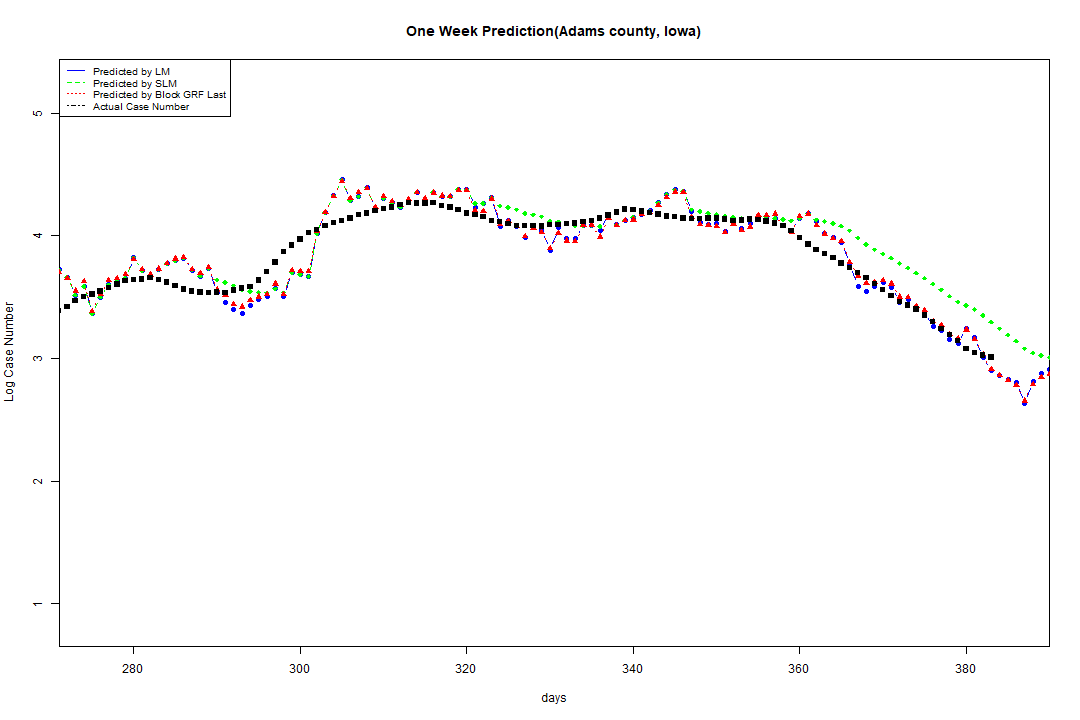 One Week Prediction(Adams county, Iowa)
Predicted by LM
Predicted by SLM
Predicted by Block GRF Last
Actual Case Number
5
4
3
2
1
Log Case Number
280 300 320 340 360 380
days